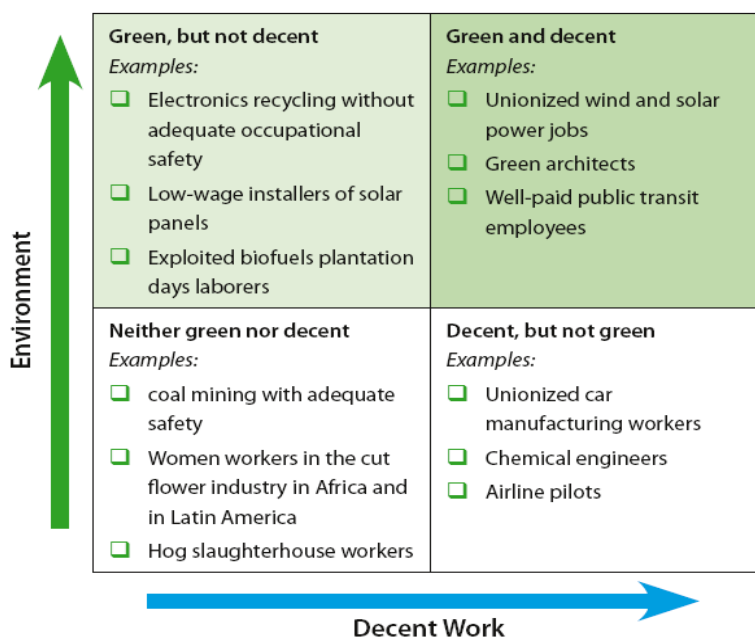 Environment
Green, but not decent
Examples:
❑ Electronics recycling without
adequate occupational
safety
❑ Low-wage installers of solar
panels
❑ Exploited biofuels plantation
days laborers
Green and decent
Examples:
❑ Unionized wind and solar
power jobs
❑ Green architects
❑ Well-paid public transit
employees
Neither green nor decent
Examples:
❑ coal mining with adequate
safety
❑ Women workers in the cut
flower industry in Africa and
in Latin America
❑ Hog slaughterhouse workers
Decent, but not green
Examples:
❑ Unionized car
manufacturing workers
❑ Chemical engineers
❑ Airline pilots
Decent Work